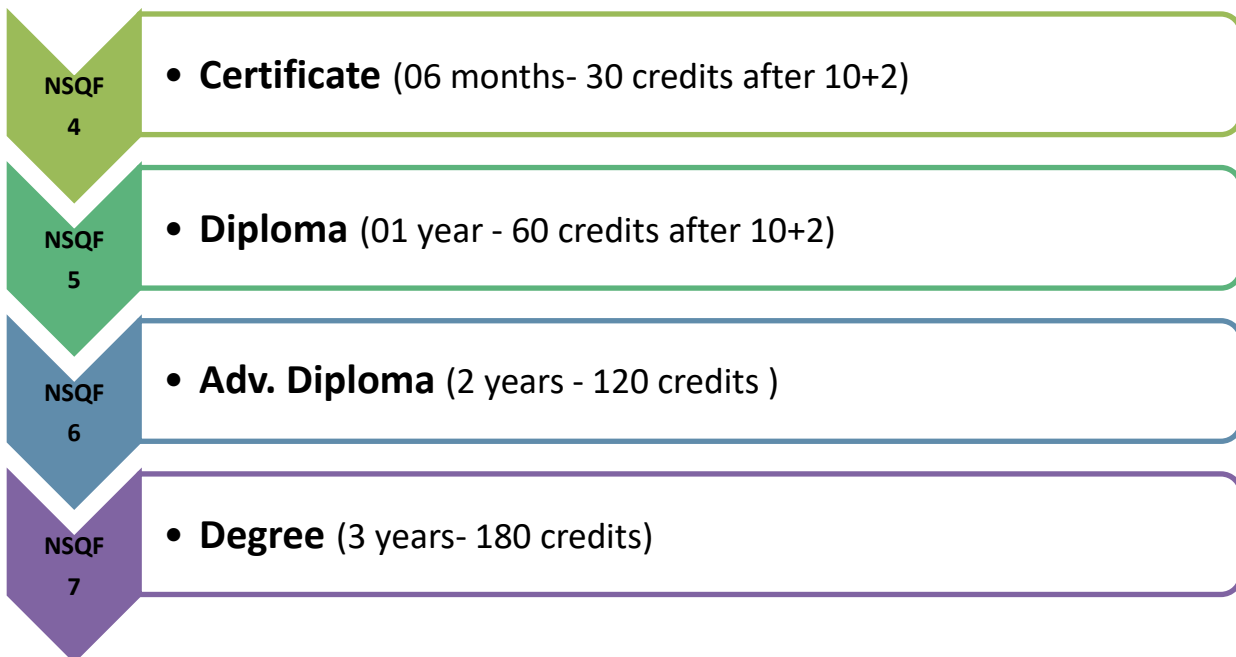 NSQF
4
• Certificate (06 months- 30 credits after 10+2)
NSQF
5
• Diploma (01 year - 60 credits after 10+2)
NSQF
6
• Adv. Diploma (2 years - 120 credits )
NSQF
7
• Degree (3 years- 180 credits)